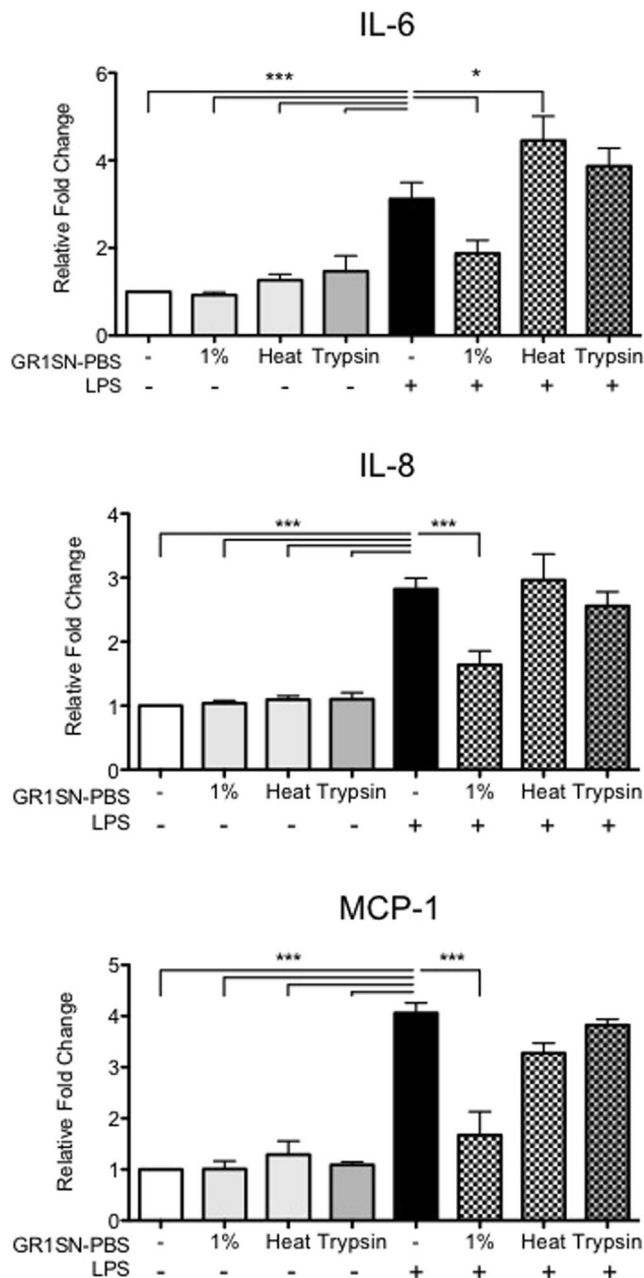 IL-6
*** *
6
4
2
0
Relative Fold Change
GR1SN-PBS - 1% Heat Trypsin - 1% Heat Trypsin
LPS - - - - + + + +
IL-8
*** ***
4
3
2
1
0
Relative Fold Change
GR1SN-PBS - 1% Heat Trypsin - 1% Heat Trypsin
LPS - - - - + + + +
MCP-1
*** ***
5
4
3
2
1
0
Relative Fold Change
GR1SN-PBS - 1% Heat Trypsin - 1% Heat Trypsin
LPS - - - - + + + +